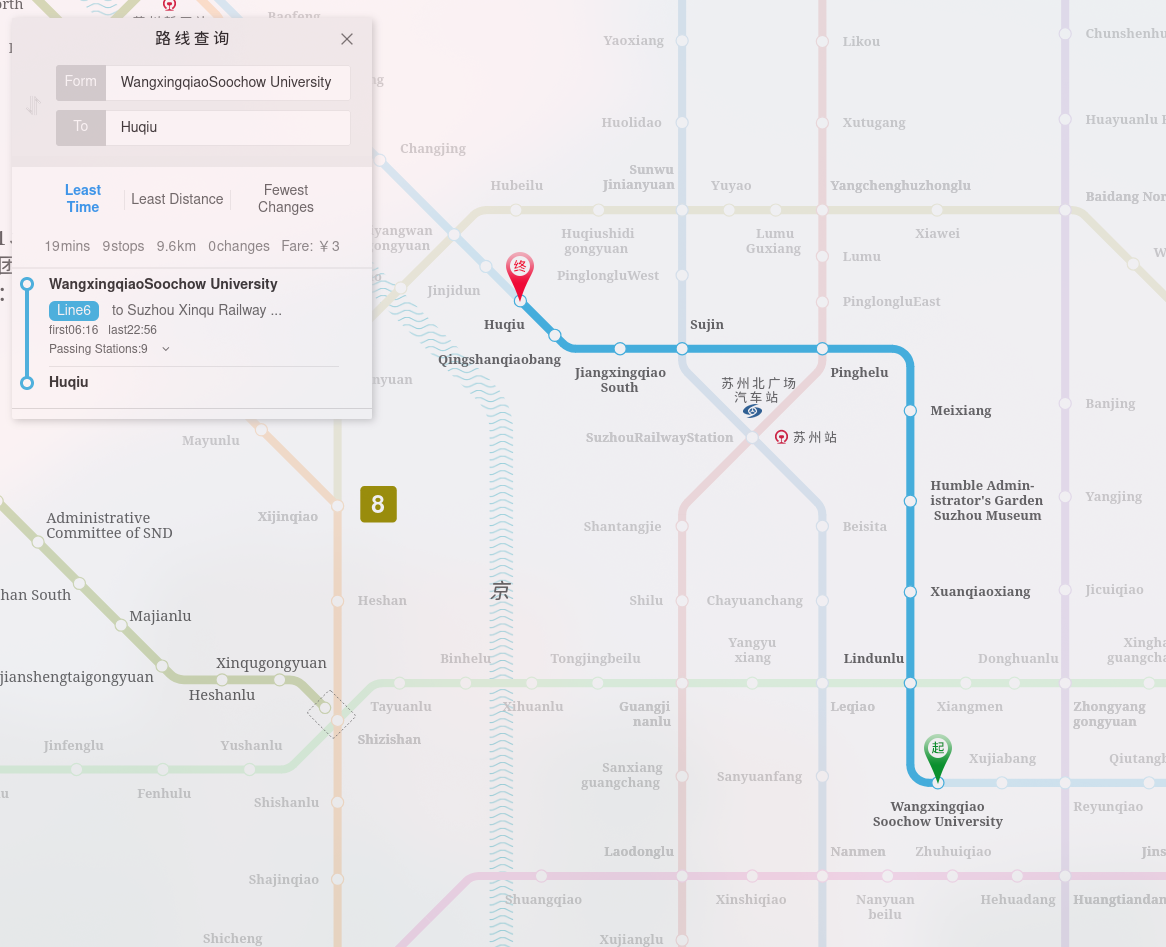 路线查询
Form
WangxingqiaoSoochow University
To
Huqiu
Least
Time
Least Distance
Fewest
Changes
19mins 9stops 9.6km 0changes Fare: ¥3
WangxingqiaoSoochow University
Line6 to Suzhou Xinqu Railway ...
first06:16 last22:56
Passing Stations:9
Huqiu
Baofeng
Yaoxiang
Likou
Chunshenhu
Huolidao
Xutugang
Huayuanlu
Changjing
Sunwu
Jinianyuan
Hubeilu
Yuyao
Yangchenghuzhonglu
Baidang Nor
Huqiushidi
gongyuan
Lumu
Guxiang
Xiawei
yangwan
ongyuan
终
PinglongluWest
Lumu
Jinjidun
PinglongluEast
Huqiu
Sujin
Qingshanqiaobang
Jiangxingqiao
South
Pinghelu
nyuan
苏州北广场
汽车站
Meixiang
Banjing
Mayunlu
SuzhouRailwayStation
苏州站
8
Humble Admin-
istrator's Garden
Suzhou Museum
Yangjing
Xijinqiao
Administrative
Committee of SND
Shantangjie
Beisita
京
han South
Majianlu
Heshan
Shilu
Chayuanchang
Xuanqiaoxiang
Jicuiqiao
Yangyu
xiang
Xingha
guangcha
Xinqugongyuan
Binhelu
Tongjingbeilu
Lindunlu
Donghuanlu
jianshengtaigongyuan
Heshanlu
Tayuanlu
Xihuanlu
Guangji
nanlu
Leqiao
Xiangmen
Zhongyang
gongyuan
Shizishan
Jinfenglu
Yushanlu
起
Xujiabang
Qiutangh
Sanxiang
guangchang
Sanyuanfang
Fenhulu
Shishanlu
Wangxingqiao
Soochow University
Reyunqiao
Laodonglu
Nanmen
Zhuhuiqiao
Jins
Shajinqiao
Shuangqiao
Xinshiqiao
Nanyuan
beilu
Hehuadang
Huangtiandan
Shicheng
Xujianglu